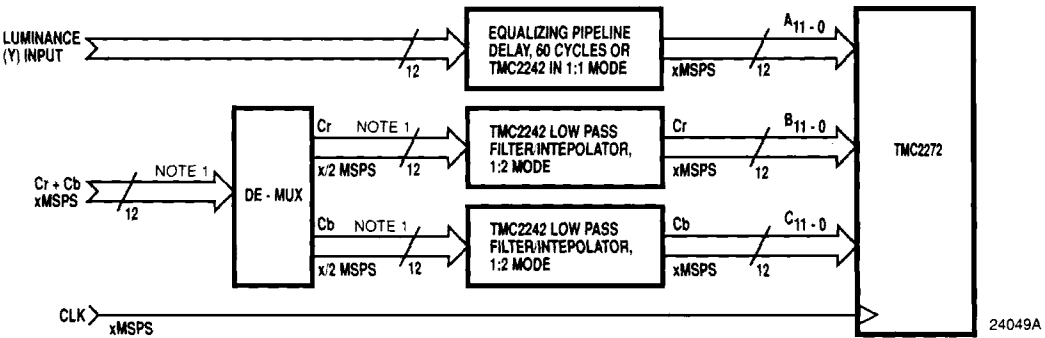 LUMINANCE
(Y) INPUT
12
EQUALIZING PIPELINE
DELAY, 60 CYCLES OR
TMC2242 IN 1:1 MODE
A11 - 0
xMSPS
12
Cr + Cb
xMSPS
NOTE 1
12
DE - MUX
Cr
NOTE 1
x/2 MSPS
12
TMC2242 LOW PASS
FILTER/INTEPOLATOR,
1:2 MODE
Cr
B11 - 0
xMSPS
12
Cb
NOTE 1
x/2 MSPS
12
TMC2242 LOW PASS
FILTER/INTEPOLATOR,
1:2 MODE
Cb
C11 - 0
xMSPS
12
TMC2272
CLK
xMSPS
24049A